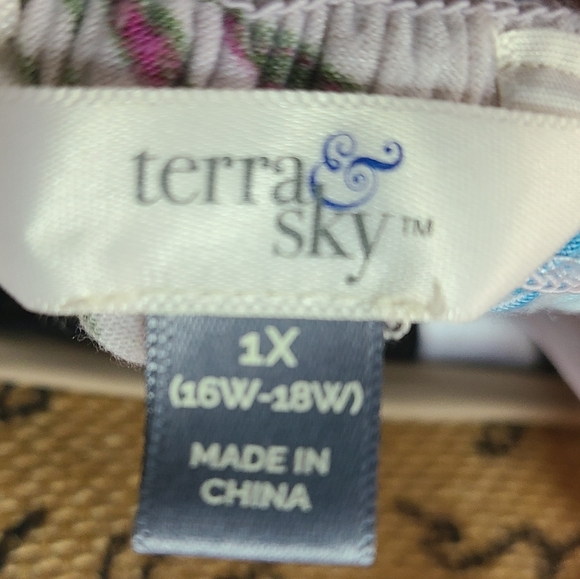 terra &
sky™
1X
(16W-18W)
MADE IN
CHINA